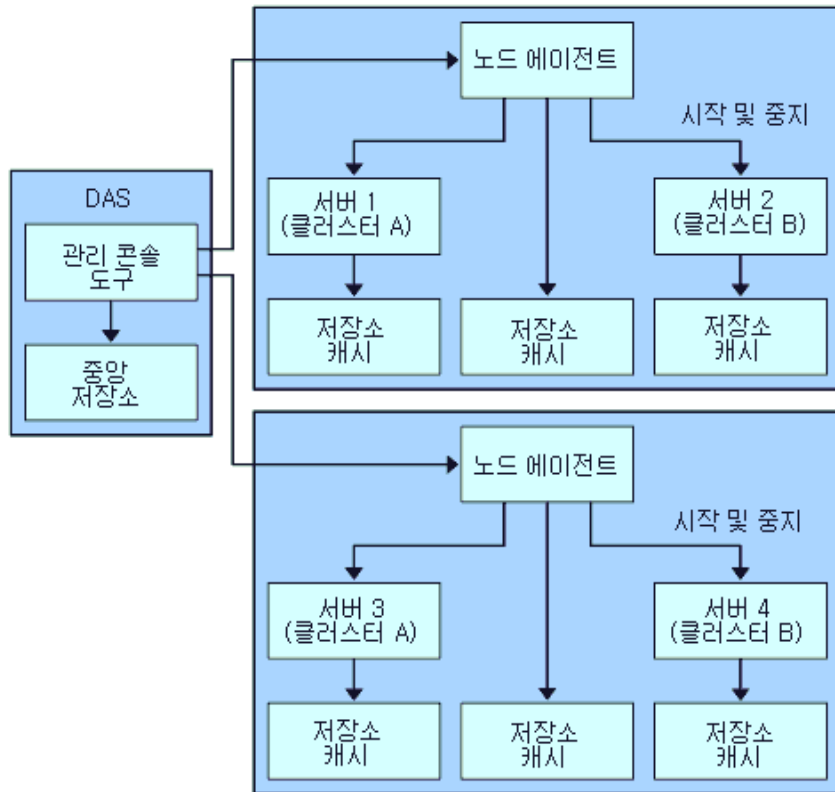 DAS
관리 콘솔
도구
중앙
저장소
노드 에이전트
시작 및 중지
서버 1
(클러스터 A)
서버 2
(클러스터 B)
저장소
캐시
저장소
캐시
저장소
캐시
노드 에이전트
시작 및 중지
서버 3
(클러스터 A)
서버 4
(클러스터 B)
저장소
캐시
저장소
캐시
저장소
캐시